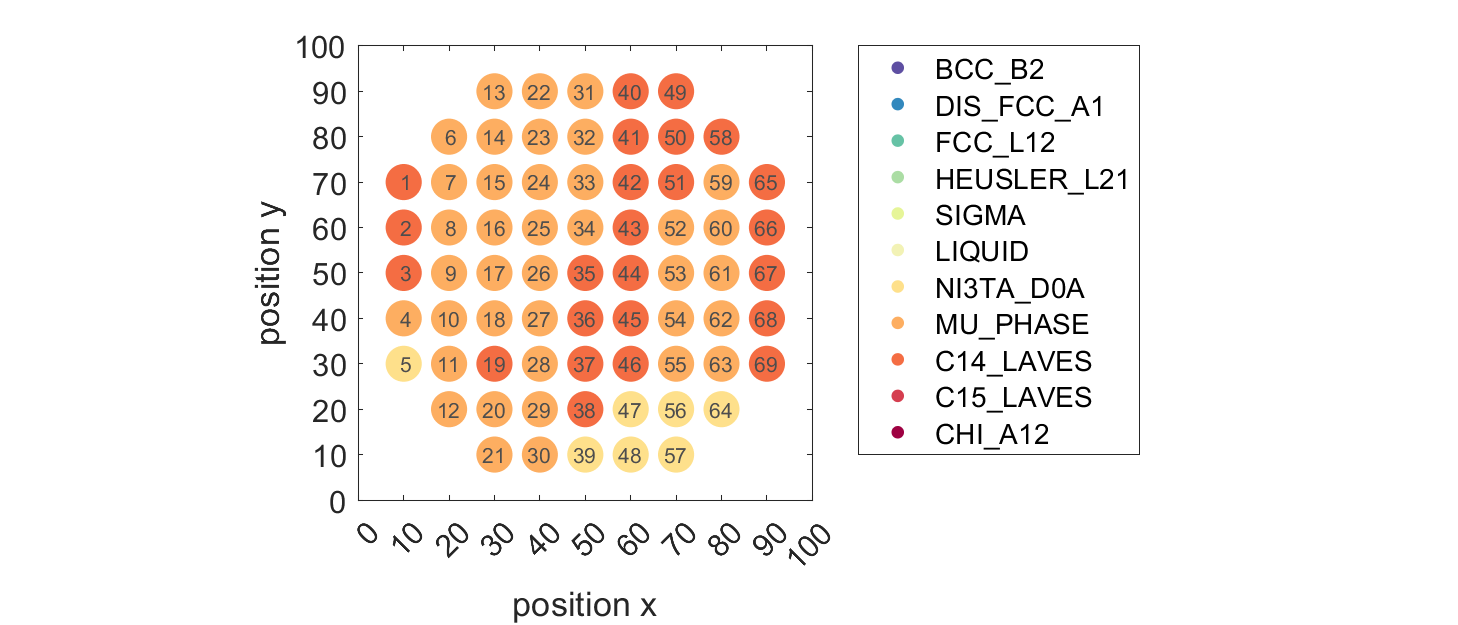 100
90
80
70
60
50
40
30
20
10
0
position y
13 22 31 40 49
6 14 23 32 41 50 58
1 7 15 24 33 42 51 59 65
2 8 16 25 34 43 52 60 66
3 9 17 26 35 44 53 61 67
4 10 18 27 36 45 54 62 68
5 11 19 28 37 46 55 63 69
12 20 29 38 47 56 64
21 30 39 48 57
0 10 20 30 40 50 60 70 80 90 100
position x
BCC_B2
DIS_FCC_A1
FCC_L12
HEUSLER_L21
SIGMA
LIQUID
NI3TA_D0A
MU_PHASE
C14_LAVES
C15_LAVES
CHI_A12